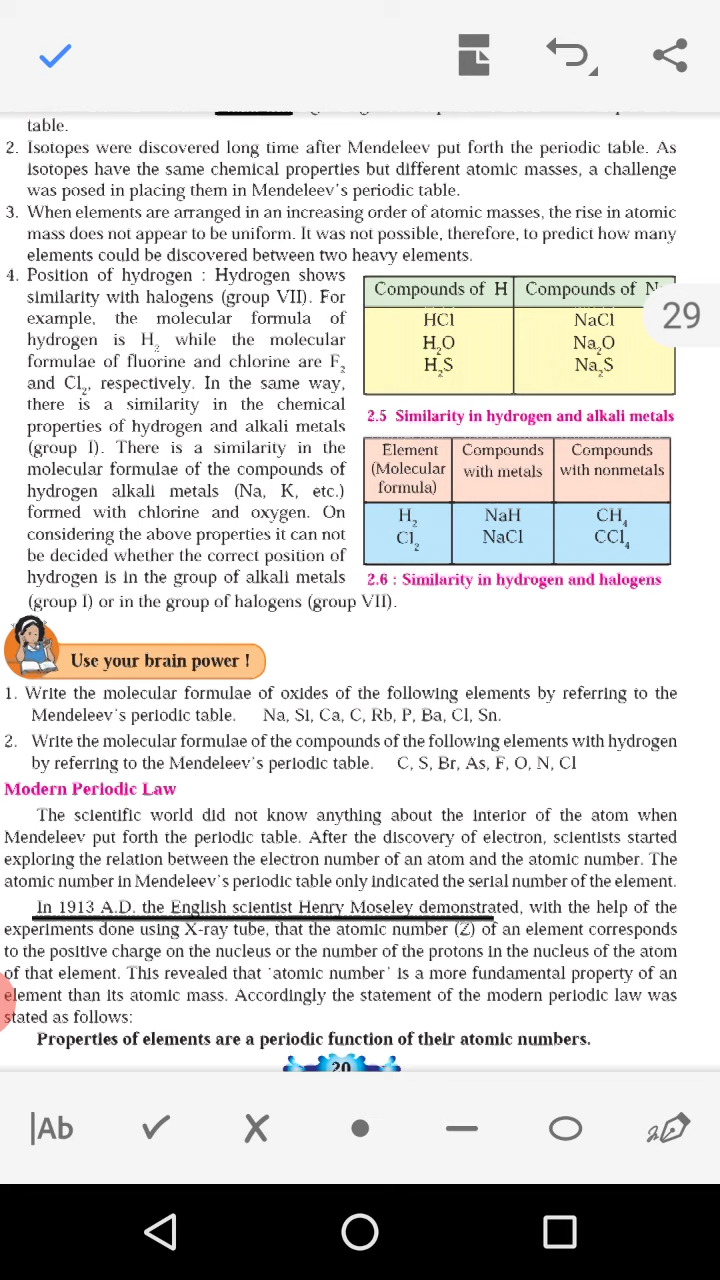 table.
2. Isotopes were discovered long time after Mendeleev put forth the periodic table. As
isotopes have the same chemical properties but different atomic masses, a challenge
was posed in placing them in Mendeleev's periodic table.
3. When elements are arranged in an increasing order of atomic masses, the rise in atomic
mass does not appear to be uniform. It was not possible, therefore, to predict how many
elements could be discovered between two heavy elements.
4. Position of hydrogen : Hydrogen shows
similarity with halogens (group VII). For
example, the molecular formula of
hydrogen is H₂ while the molecular
formulae of fluorine and chlorine are F₂
and Cl₂, respectively. In the same way,
there is a similarity in the chemical
properties of hydrogen and alkali metals
(group I). There is a similarity in the
molecular formulae of the compounds of
hydrogen alkali metals (Na, K, etc.)
formed with chlorine and oxygen. On
considering the above properties it can not
be decided whether the correct position of
hydrogen is in the group of alkali metals
(group I) or in the group of halogens (group VII).
Compounds of H Compounds of
29
HCl NaCl
H₂O Na₂O
H₂S Na₂S
2.5 Similarity in hydrogen and alkali metals
Element Compounds Compounds
(Molecular with metals with nonmetals
formula)
H₂ NaH CH₄
Cl₂ NaCl CCl₄
2.6 : Similarity in hydrogen and halogens
Use your brain power !
1. Write the molecular formulae of oxides of the following elements by referring to the
Mendeleev's periodic table. Na, Si, Ca, C, Rb, P, Ba, Cl, Sn.
2. Write the molecular formulae of the compounds of the following elements with hydrogen
by referring to the Mendeleev's periodic table. C, S, Br, As, F, O, N, Cl
Modern Periodic Law
The scientific world did not know anything about the interior of the atom when
Mendeleev put forth the periodic table. After the discovery of electron, scientists started
exploring the relation between the electron number of an atom and the atomic number. The
atomic number in Mendeleev's periodic table only indicated the serial number of the element.
In 1913 A.D. the English scientist Henry Moseley demonstrated, with the help of the
experiments done using X-ray tube, that the atomic number (Z) of an element corresponds
to the positive charge on the nucleus or the number of the protons in the nucleus of the atom
of that element. This revealed that 'atomic number' is a more fundamental property of an
element than its atomic mass. Accordingly the statement of the modern periodic law was
stated as follows:
Properties of elements are a periodic function of their atomic numbers.
20
Ab